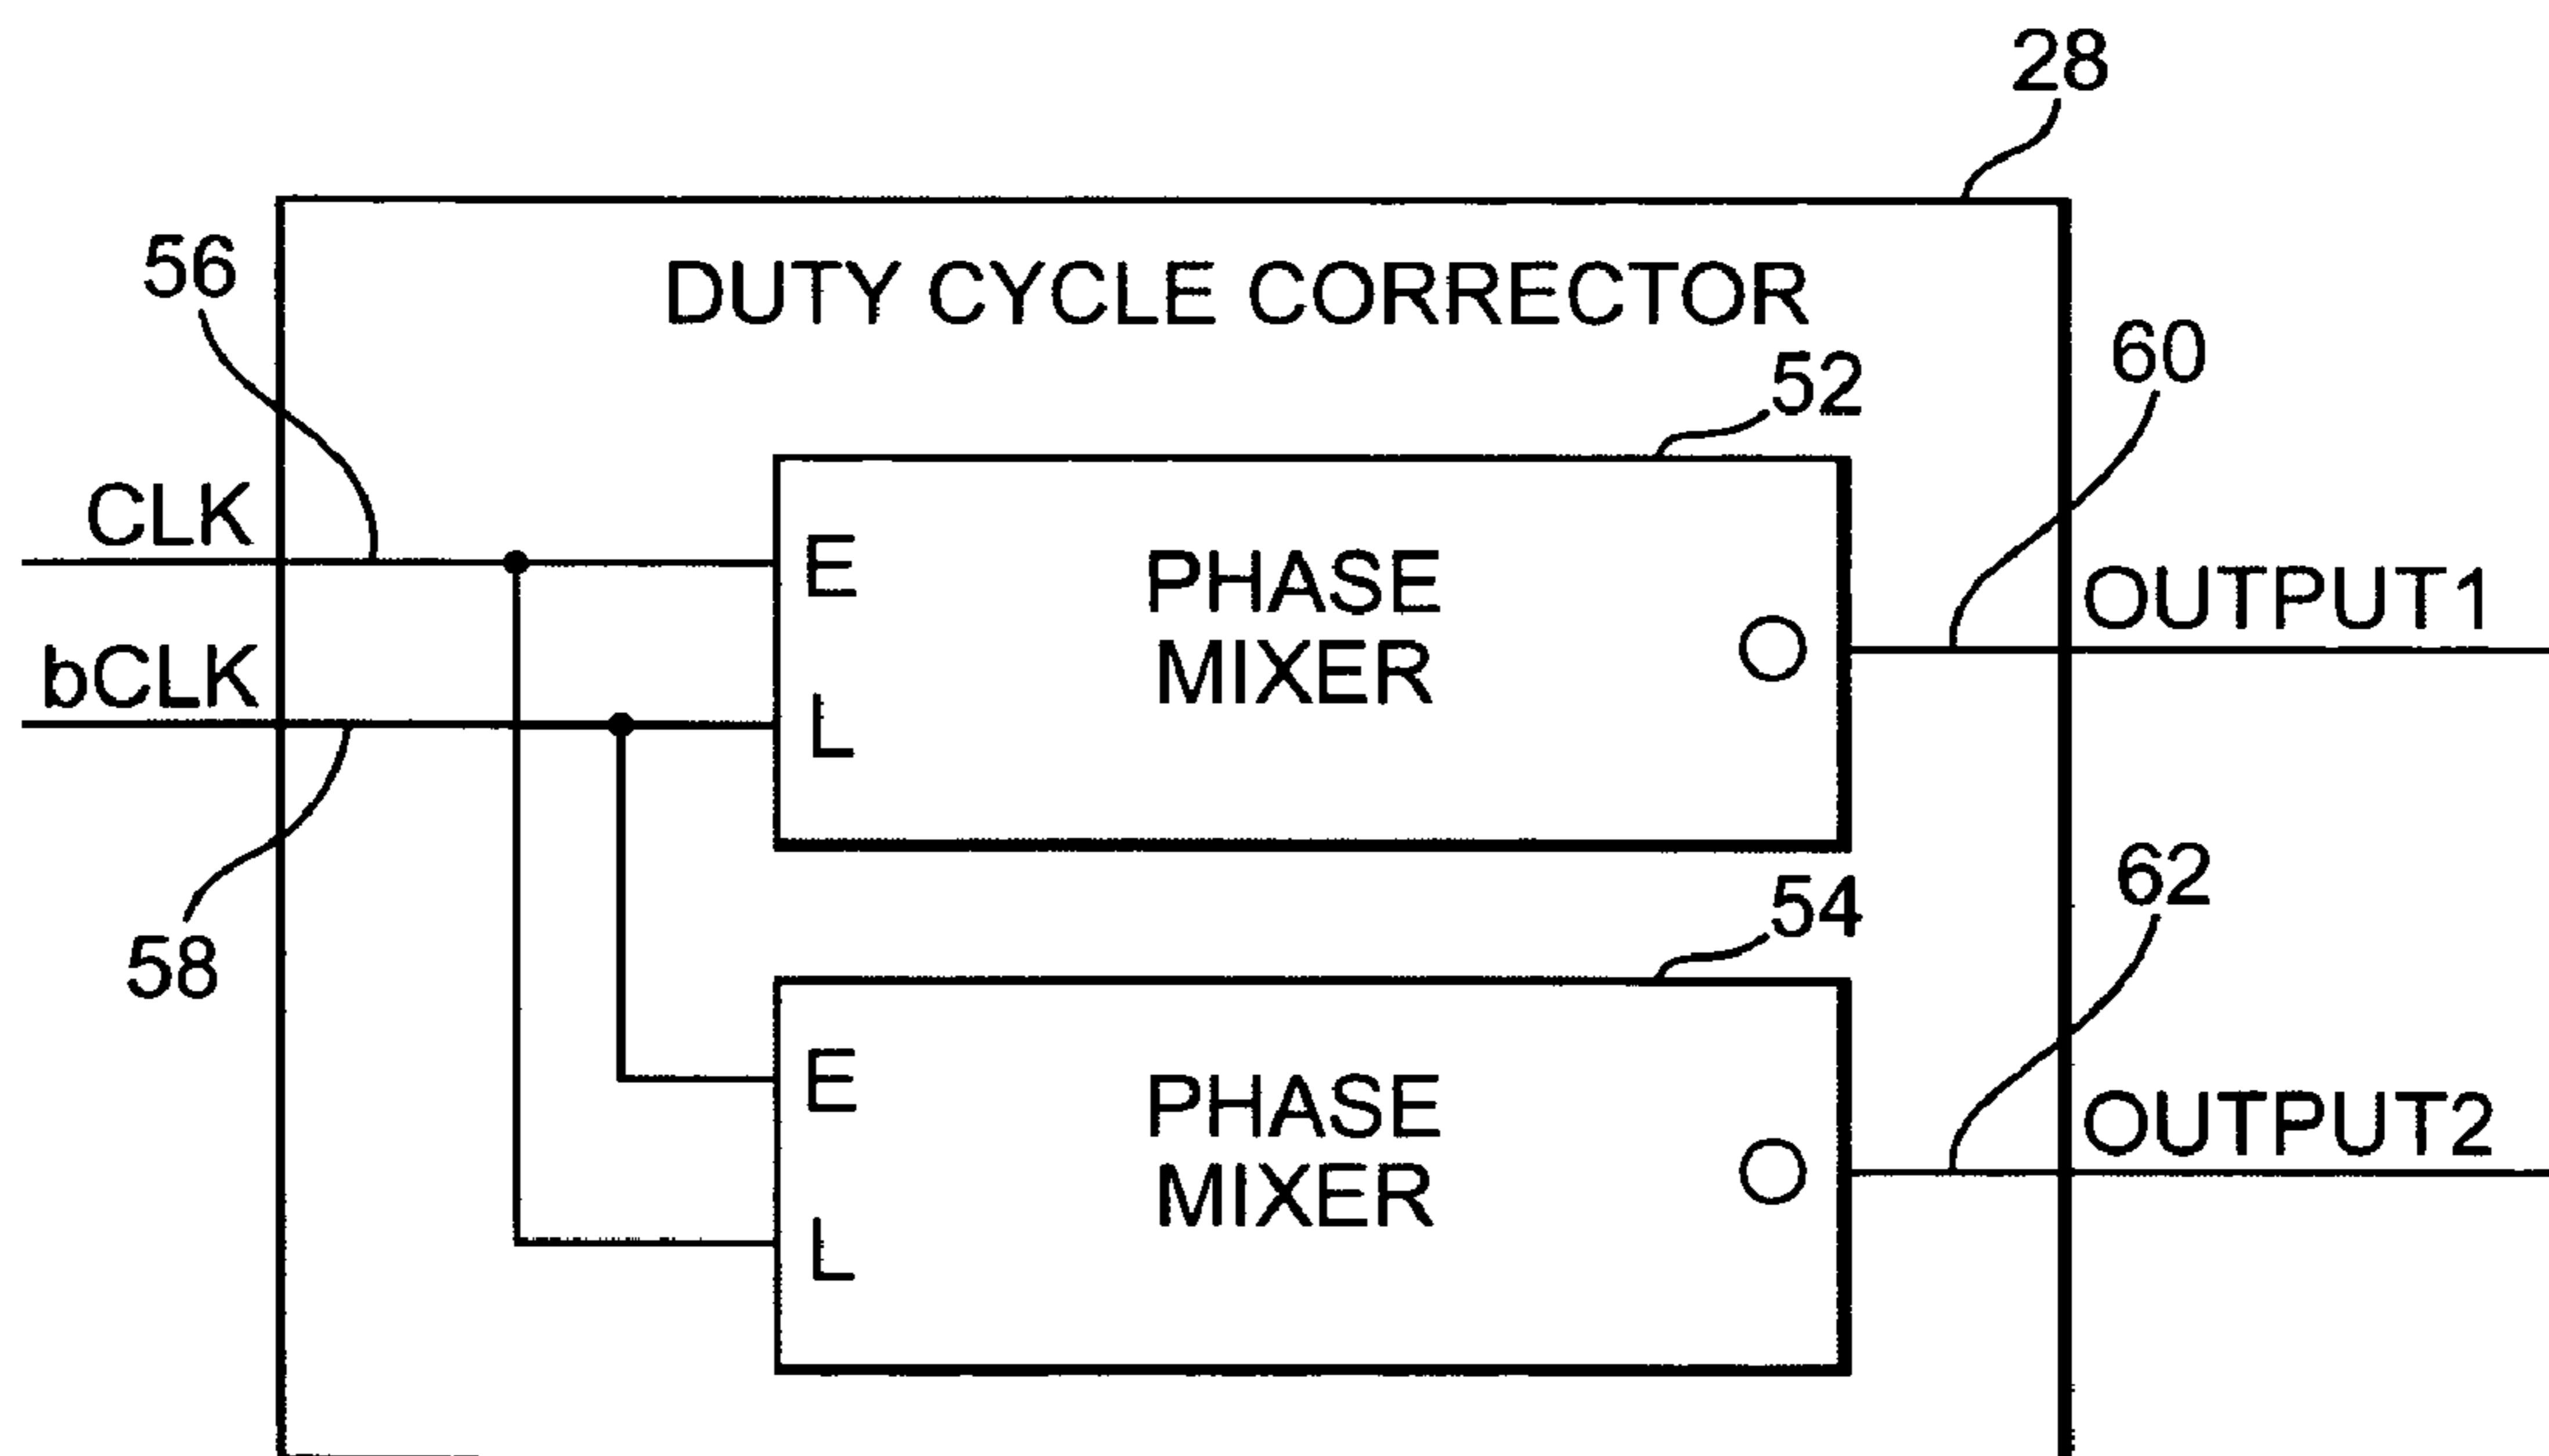 28
DUTY CYCLE CORRECTOR
56
60
52
CLK
E
PHASE
MIXER
L
O
OUTPUT1
bCLK
58
62
54
E
PHASE
MIXER
L
O
OUTPUT2